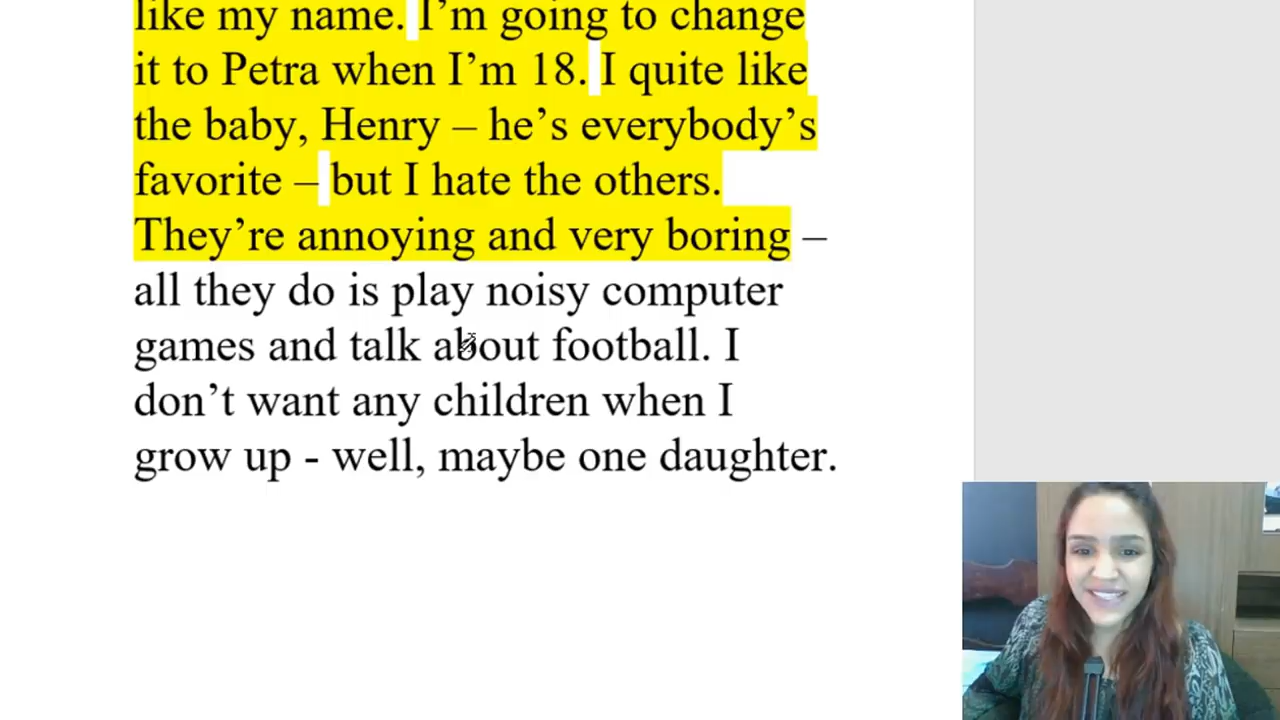 like my name. I’m going to change
it to Petra when I’m 18. I quite like
the baby, Henry – he’s everybody’s
favorite – but I hate the others.
They’re annoying and very boring –
all they do is play noisy computer
games and talk about football. I
don’t want any children when I
grow up - well, maybe one daughter.